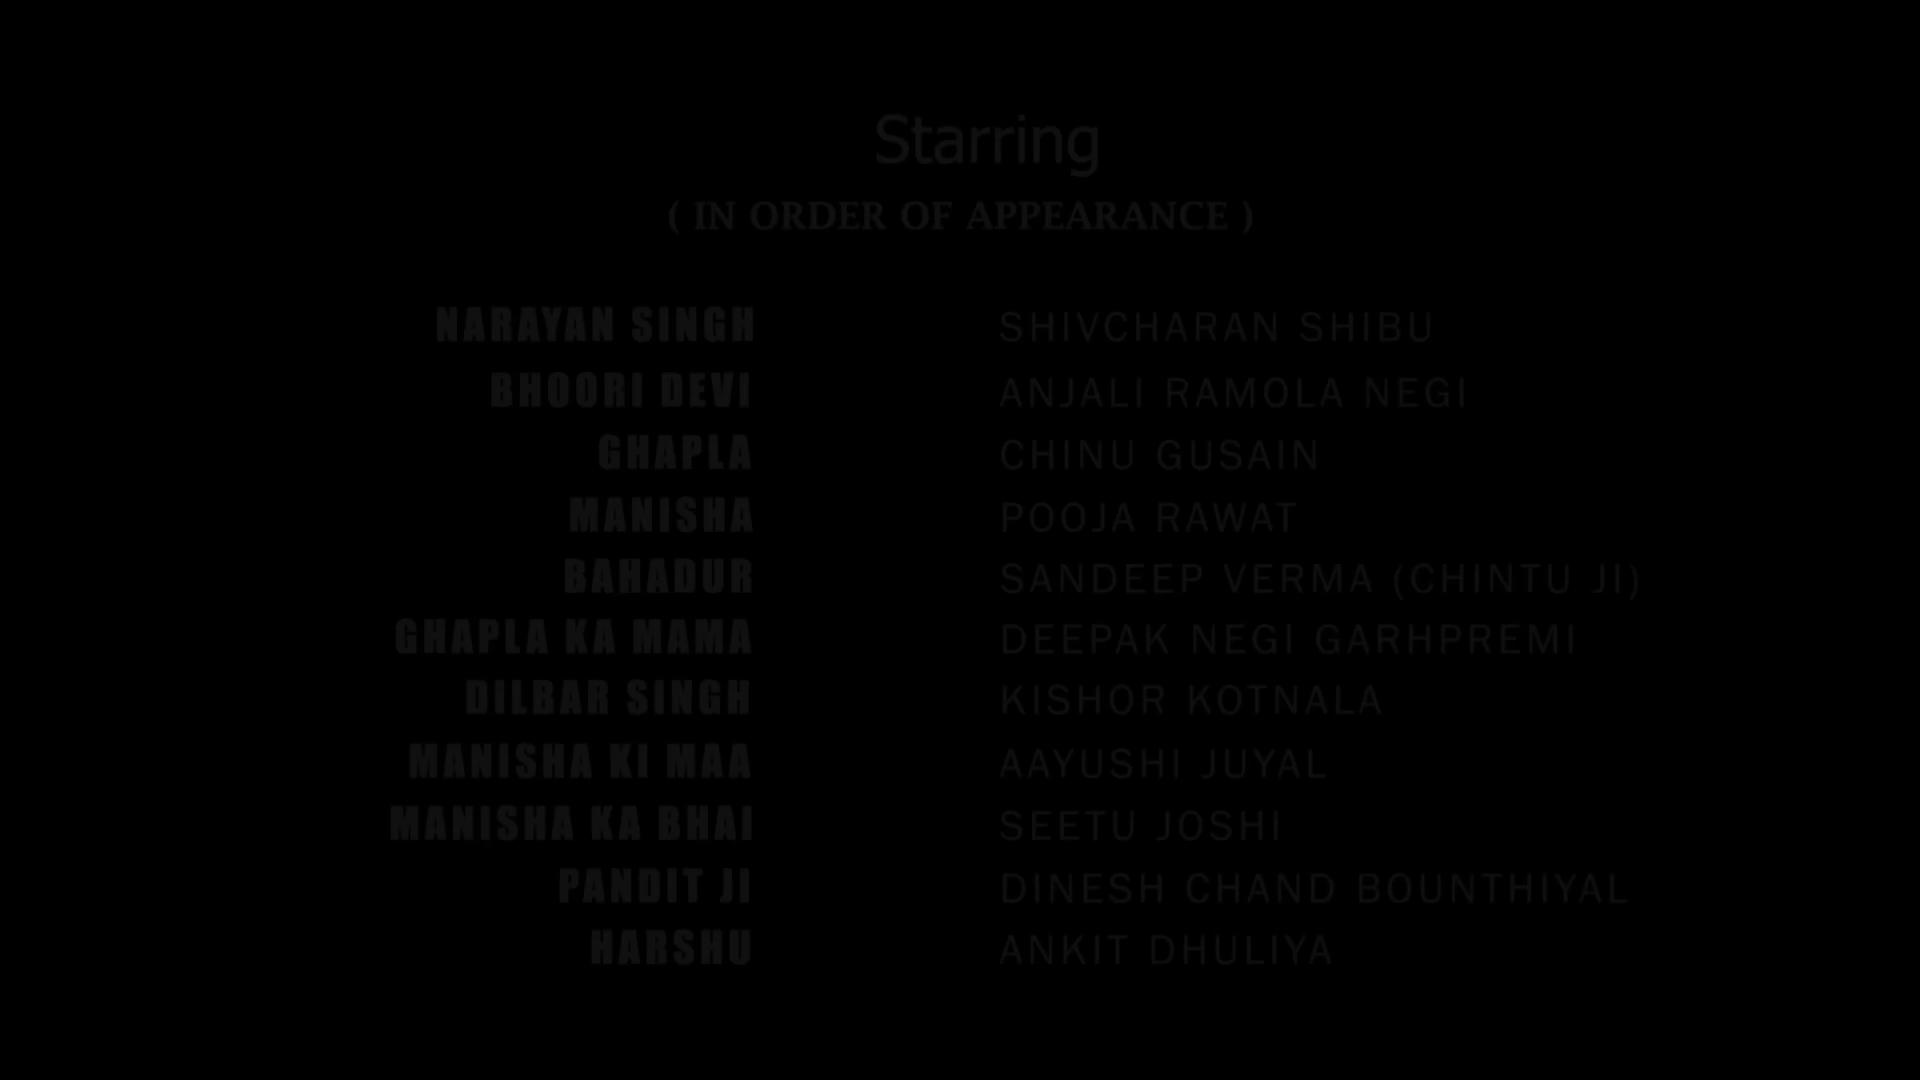 Starring
( IN ORDER OF APPEARANCE )
NARAYAN SINGH SHIVCHARAN SHIBU
BHOORI DEVI ANJALI RAMOLA NEGI
GHAPLA CHINU GUSAIN
MANISHA POOJA RAWAT
BAHADUR SANDEEP VERMA (CHINTU JI)
GHAPLA KA MAMA DEEPAK NEGI GARHPREMI
DILBAR SINGH KISHOR KOTNALA
MANISHA KI MAA AAYUSHI JUYAL
MANISHA KA BHAI SEETU JOSHI
PANDIT JI DINESH CHAND BOUNTHIYAL
HARSHU ANKIT DHULIYA